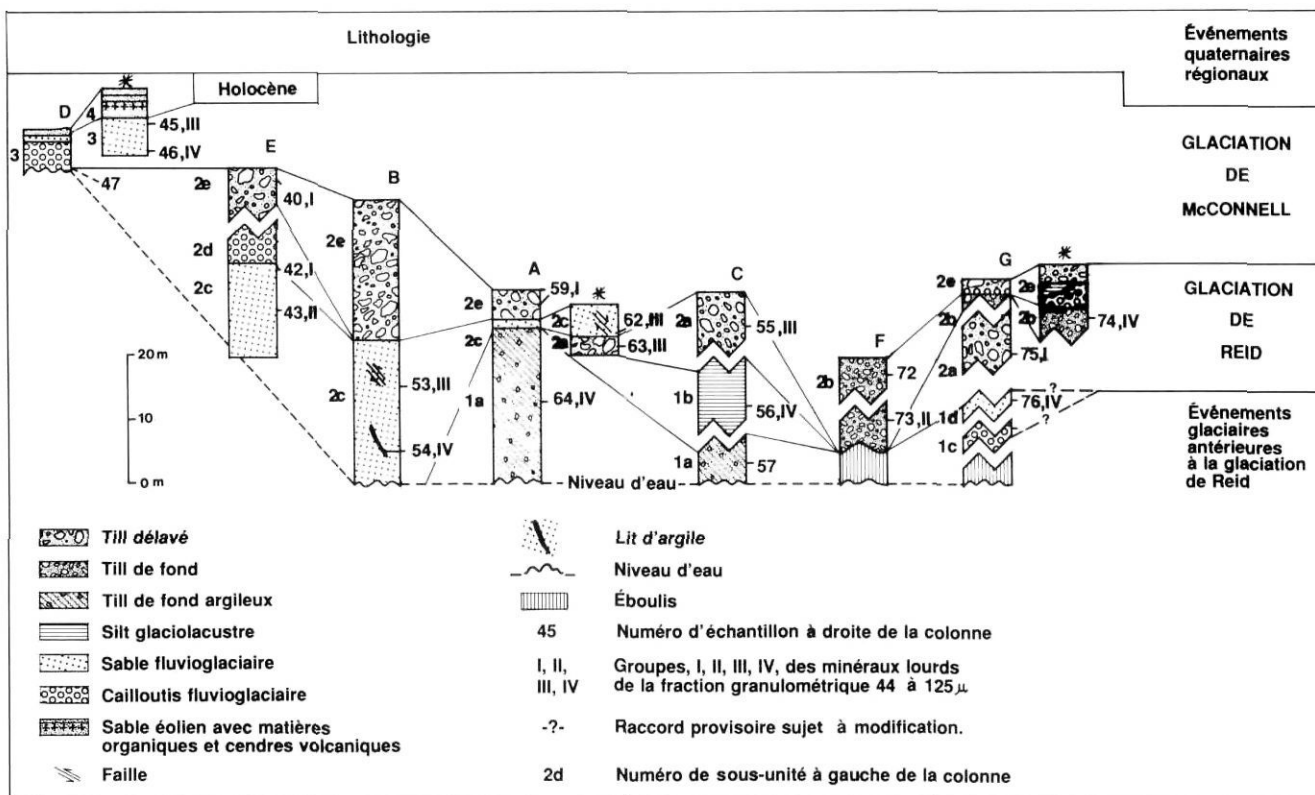 Lithologie
Événements
quaternaires
régionaux
Holocène
*
D
4
3
3
45,III
46,IV
47
E
2e
40,I
2d
42,I
2c
43,II
B
2e
2c
53,III
54,IV
A
2e
59,I
2c
1a
64,IV
*
2c
62,III
2a
63,III
C
2a
55,III
1b
56,IV
1a
57
F
2b
72
73,II
G
2e
2b
2a
75,I
1d
76,IV
1c
?
?
*
2e
2b
74,IV
GLACIATION
DE
McCONNELL
GLACIATION
DE
REID
Événements
glaciaires
antérieures
à la glaciation
de Reid
20 m
10
0 m
Niveau d'eau
Till délavé
Till de fond
Till de fond argileux
Silt glaciolacustre
Sable fluvioglaciaire
Cailloutis fluvioglaciaire
Sable éolien avec matières
organiques et cendres volcaniques
Faille
Lit d'argile
Niveau d'eau
Éboulis
45 Numéro d'échantillon à droite de la colonne
I, II, Groupes, I, II, III, IV, des minéraux lourds
III, IV de la fraction granulométrique 44 à 125µ
-?- Raccord provisoire sujet à modification.
2d Numéro de sous-unité à gauche de la colonne